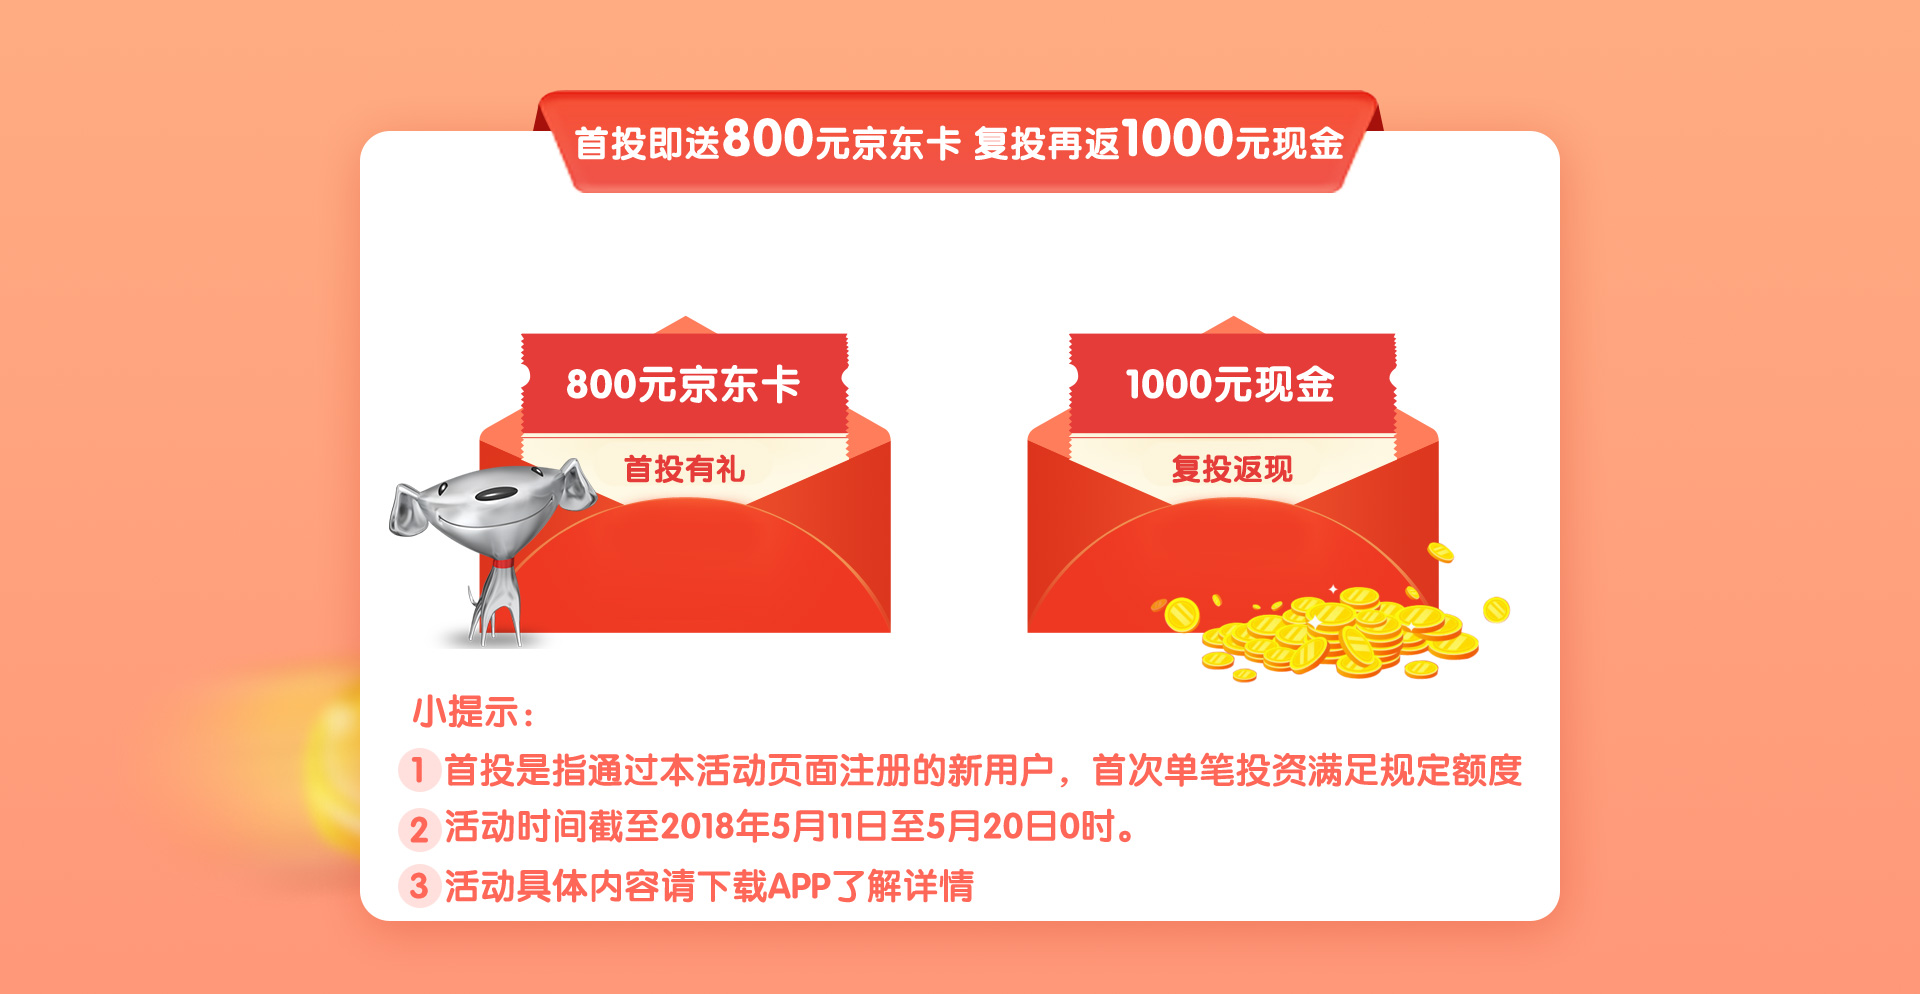 首投即送800元京东卡 复投再返1000元现金
800元京东卡
首投有礼
1000元现金
复投返现
小提示：
1 首投是指通过本活动页面注册的新用户，首次单笔投资满足规定额度
2 活动时间截至2018年5月11日至5月20日0时。
3 活动具体内容请下载APP了解详情